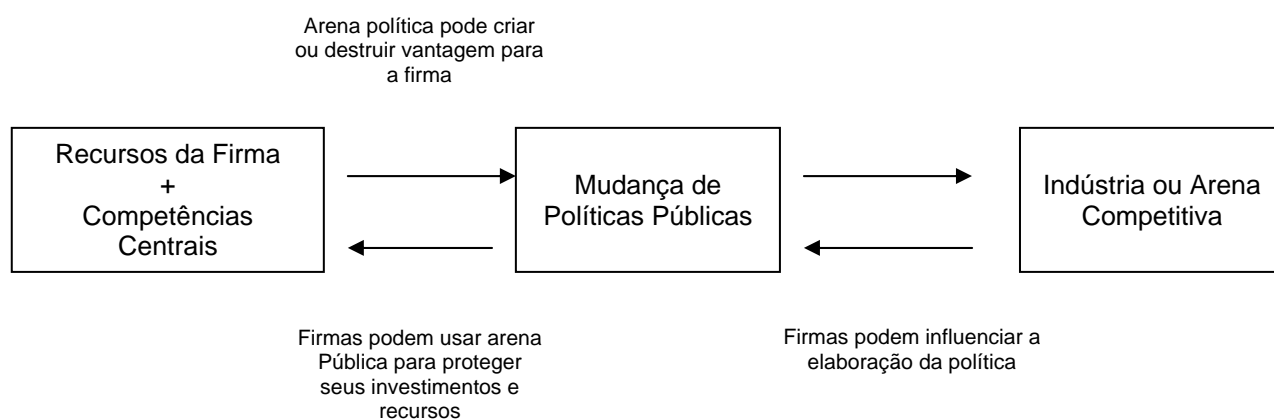 Arena política pode criar
ou destruir vantagem para
a firma
Recursos da Firma
+
Competências
Centrais
Mudança de
Políticas Públicas
Indústria ou Arena
Competitiva
Firmas podem usar arena
Pública para proteger
seus investimentos e
recursos
Firmas podem influenciar a
elaboração da política